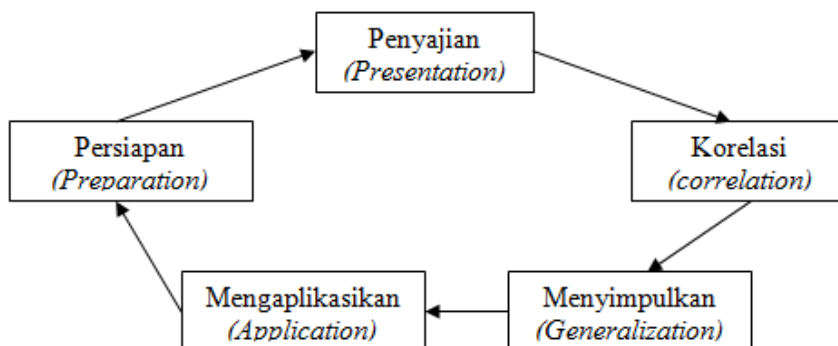 Penyajian
(Presentation)
Persiapan
(Preparation)
Korelasi
(correlation)
Mengaplikasikan
(Application)
Menyimpulkan
(Generalization)